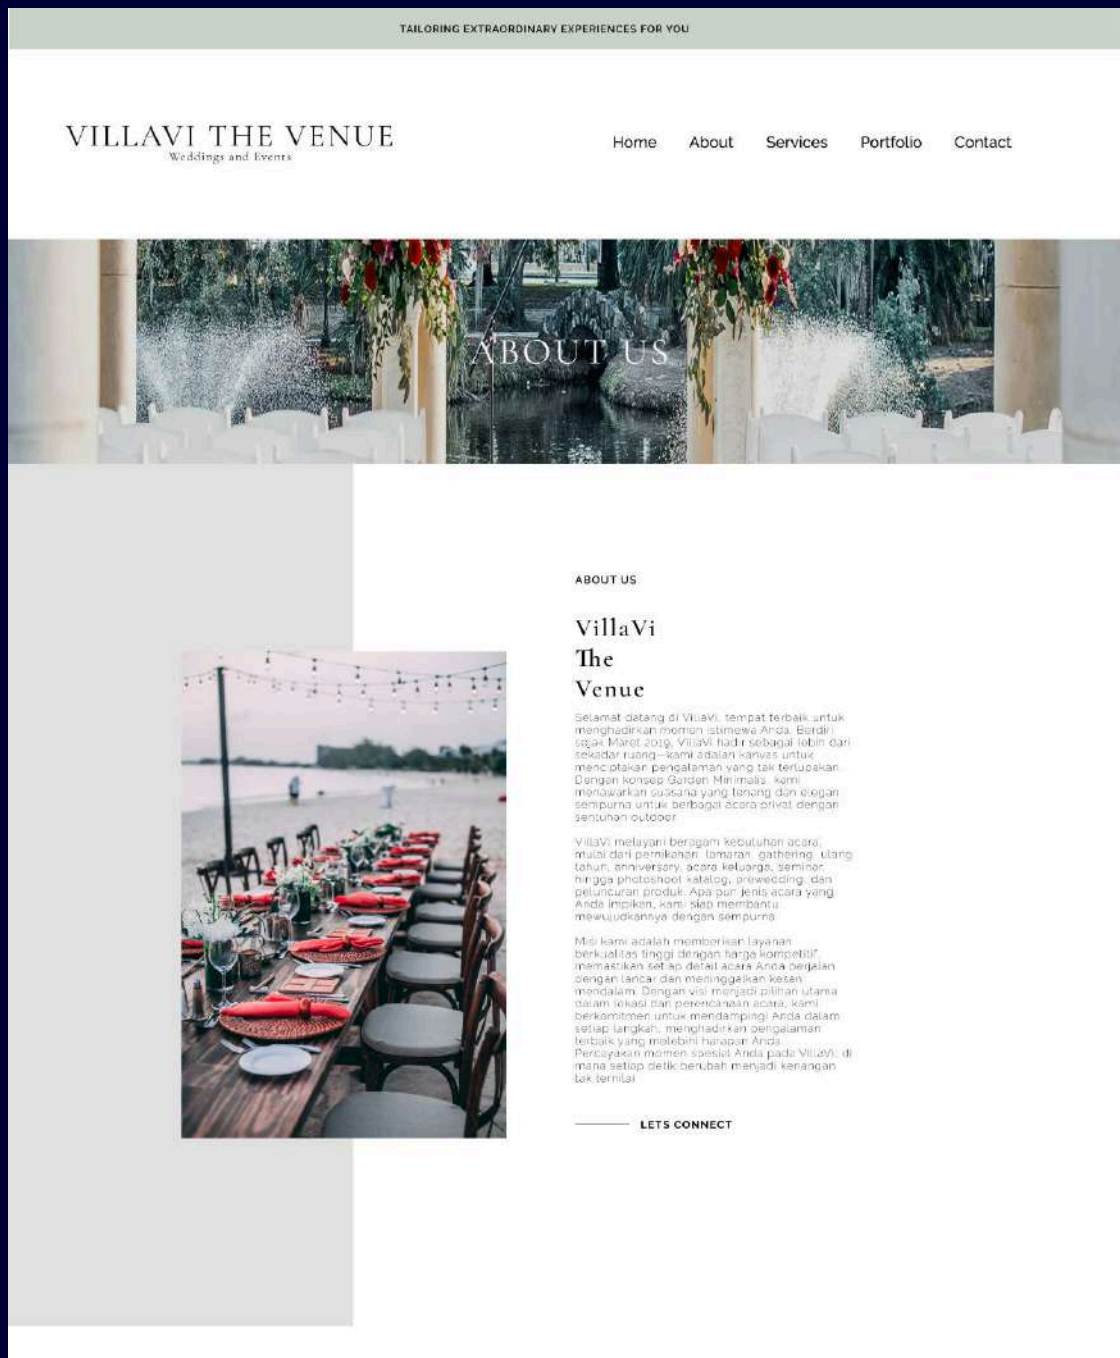 TAILORING EXTRAORDINARY EXPERIENCES FOR YOU
VILLAVI THE VENUE
Weddings and Events
Home About Services Portfolio Contact
ABOUT US
ABOUT US
VillaVi
The
Venue
Selamat datang di VillaVi, tempat terbaik untuk
menghadirkan momen istimewa Anda. Berdiri
sejak Maret 2019, VillaVi hadir sebagai lebih dari
sekadar ruang—kami adalah kanvas untuk
menciptakan pengalaman yang tak terlupakan.
Dengan konsep Garden Minimalis, kami
menawarkan suasana yang tenang dan elegan
sempurna untuk berbagai acara privat dengan
sentuhan outdoor
VillaVi melayani beragam kebutuhan acara,
mulai dari pernikahan, lamaran, gathering, ulang
tahun, anniversary, acara keluarga, seminar,
hingga photoshoot katalog, prewedding, dan
peluncuran produk. Apa pun jenis acara yang
Anda impikan, kami siap membantu
mewujudkannya dengan sempurna.
Misi kami adalah memberikan layanan
berkualitas tinggi dengan harga kompetitif,
memastikan setiap detail acara Anda berjalan
dengan lancar dan meninggalkan kesan
mendalam. Dengan visi menjadi pilihan utama
dalam lokasi dan perencanaan acara, kami
berkomitmen untuk mendampingi Anda dalam
setiap langkah, menghadirkan pengalaman
terbaik yang melebihi harapan Anda.
Percayakan momen spesial Anda pada VillaVi, di
mana setiap detik berubah menjadi kenangan
tak ternilai
LETS CONNECT